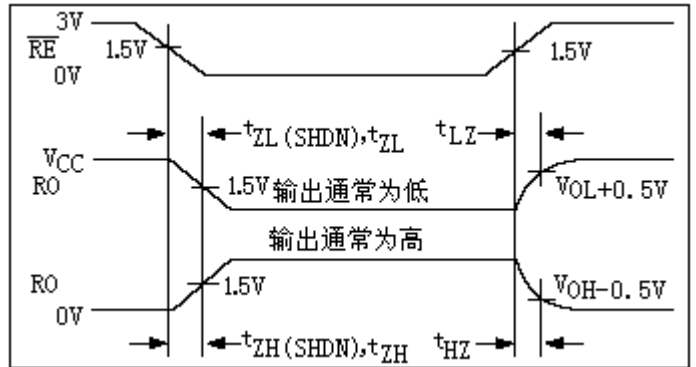 3V
RE 1.5V 1.5V
0V
tZL(SHDN),tZL tLZ
VCC
RO 1.5V 输出通常为低 VOL+0.5V
输出通常为高
RO 1.5V VOH-0.5V
0V
tZH(SHDN),tZH tHZ